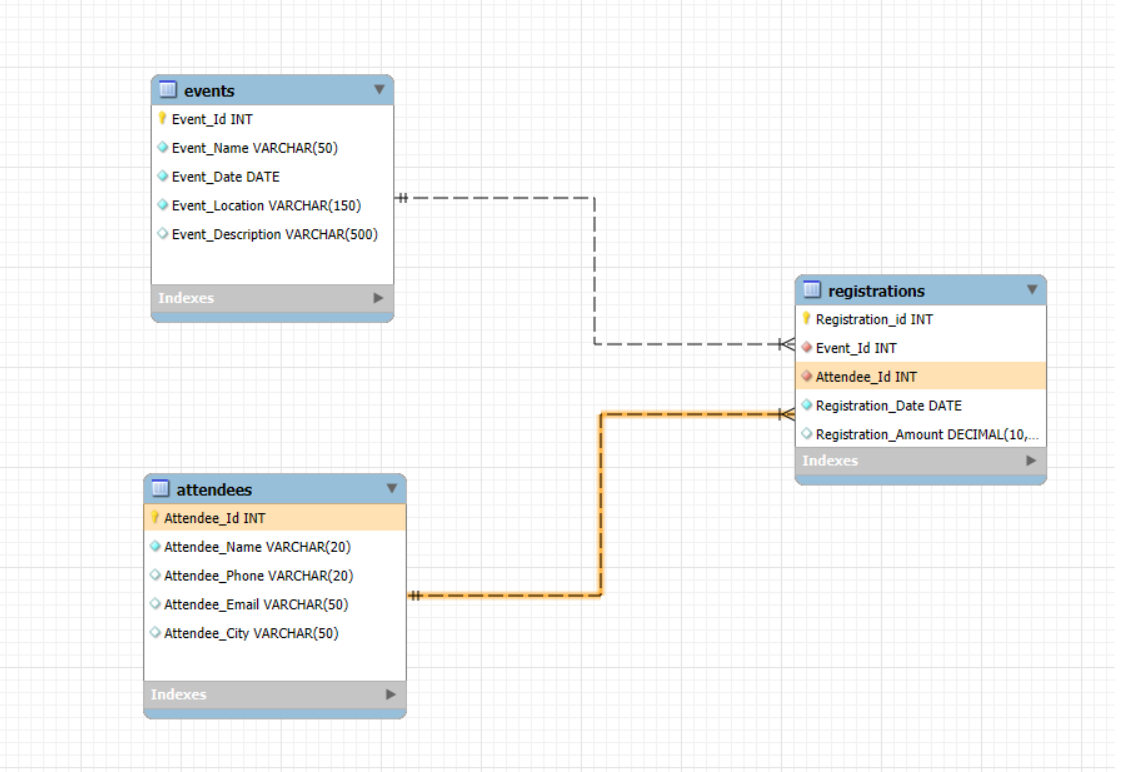 events
Event_Id INT
Event_Name VARCHAR(50)
Event_Date DATE
Event_Location VARCHAR(150)
Event_Description VARCHAR(500)
Indexes
registrations
Registration_id INT
Event_Id INT
Attendee_Id INT
Registration_Date DATE
Registration_Amount DECIMAL(10,...
Indexes
attendees
Attendee_Id INT
Attendee_Name VARCHAR(20)
Attendee_Phone VARCHAR(20)
Attendee_Email VARCHAR(50)
Attendee_City VARCHAR(50)
Indexes